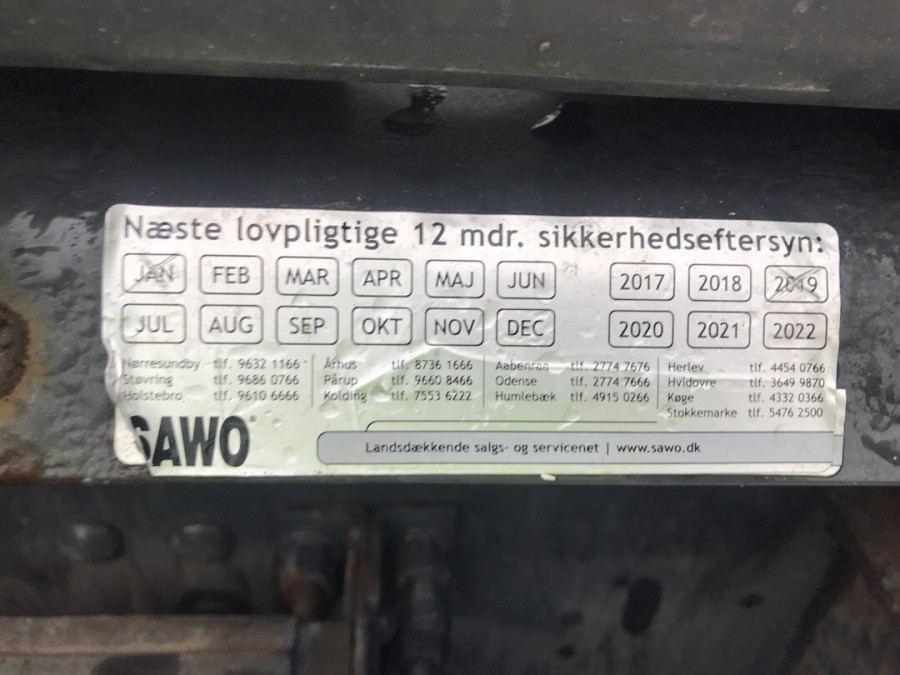 Næste lovpligtige 12 mdr. sikkerhedseftersyn:
JAN FEB MAR APR MAJ JUN 2017 2018 2019
JUL AUG SEP OKT NOV DEC 2020 2021 2022
Nørresundby tlf. 9632 1166 Århus tlf. 8736 1666 Aabenraa tlf. 2774 7676 Herlev tlf. 4454 0766
Støvring tlf. 9686 0766 Pårup tlf. 9660 8466 Odense tlf. 2774 7666 Hvidovre tlf. 3649 9870
Holstebro tlf. 9610 6666 Kolding tlf. 7553 6222 Humlebæk tlf. 4915 0266 Køge tlf. 4332 0366
Stokkemarke tlf. 5476 2500
SAWO®
Landsdækkende salgs- og servicenet | www.sawo.dk